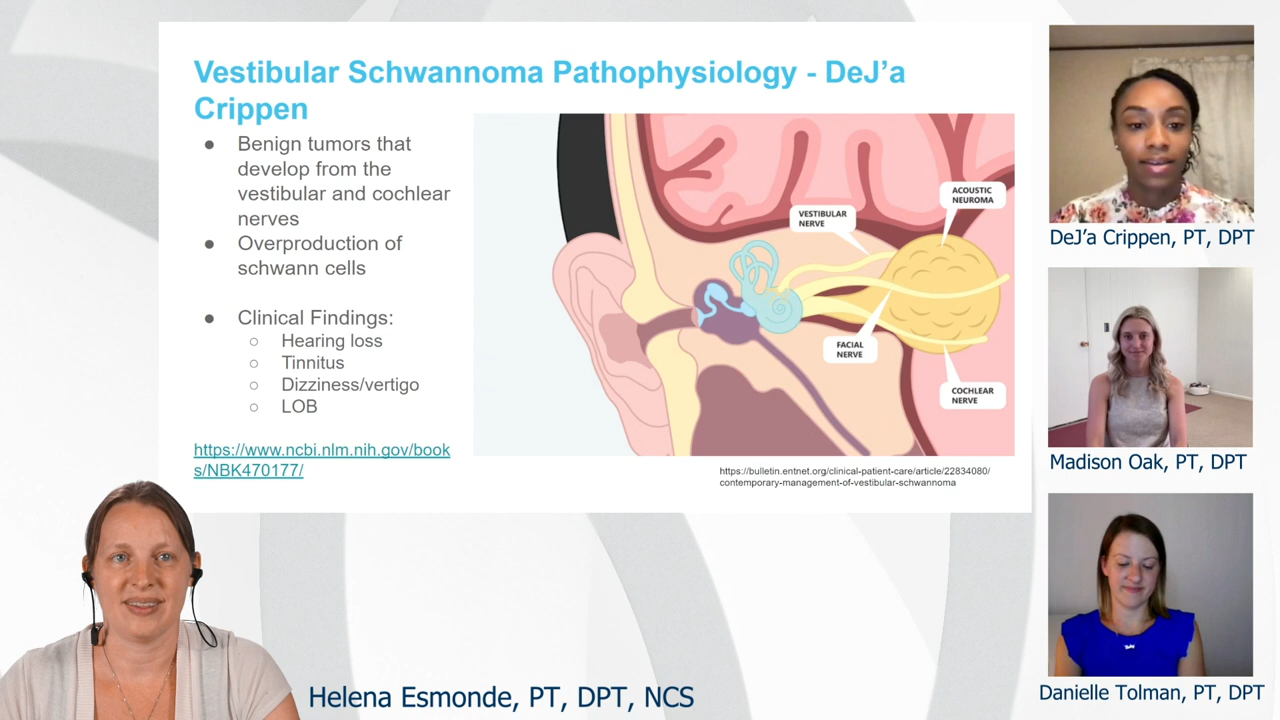 Vestibular Schwannoma Pathophysiology - DeJ’a
Crippen
● Benign tumors that
develop from the
vestibular and cochlear
nerves
● Overproduction of
schwann cells
● Clinical Findings:
○ Hearing loss
○ Tinnitus
○ Dizziness/vertigo
○ LOB
https://www.ncbi.nlm.nih.gov/book
s/NBK470177/
ACOUSTIC
NEUROMA
VESTIBULAR
NERVE
FACIAL
NERVE
COCHLEAR
NERVE
https://bulletin.entnet.org/clinical-patient-care/article/22834080/
contemporary-management-of-vestibular-schwannoma
DeJ’a Crippen, PT, DPT
Madison Oak, PT, DPT
Danielle Tolman, PT, DPT
Helena Esmonde, PT, DPT, NCS